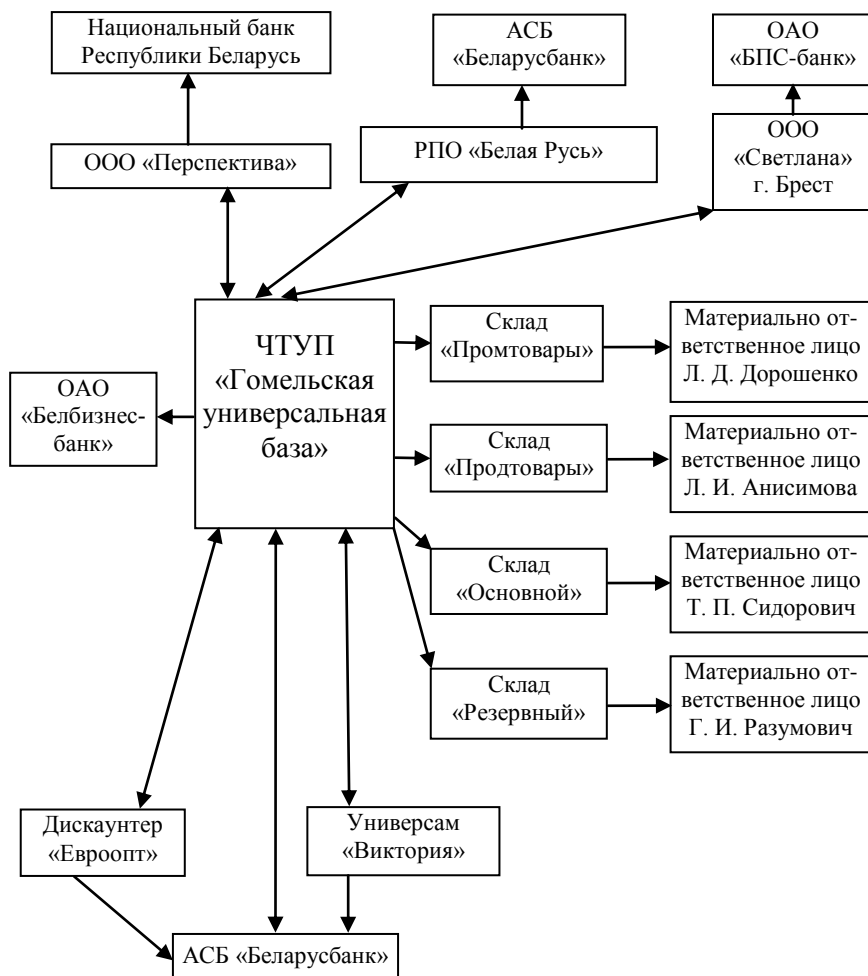 Национальный банк
Республики Беларусь
АСБ
«Беларусбанк»
ОАО
«БПС-банк»
ООО «Перспектива»
РПО «Белая Русь»
ООО
«Светлана»
г. Брест
ЧТУП
«Гомельская
универсальная
база»
ОАО
«Белбизнес-
банк»
Склад
«Промтовары»
Материально от-
ветственное лицо
Л. Д. Дорошенко
Склад
«Продтовары»
Материально от-
ветственное лицо
Л. И. Анисимова
Склад
«Основной»
Материально от-
ветственное лицо
Т. П. Сидорович
Склад
«Резервный»
Материально от-
ветственное лицо
Г. И. Разумович
Дискаунтер
«Евроопт»
Универсам
«Виктория»
АСБ «Беларусбанк»